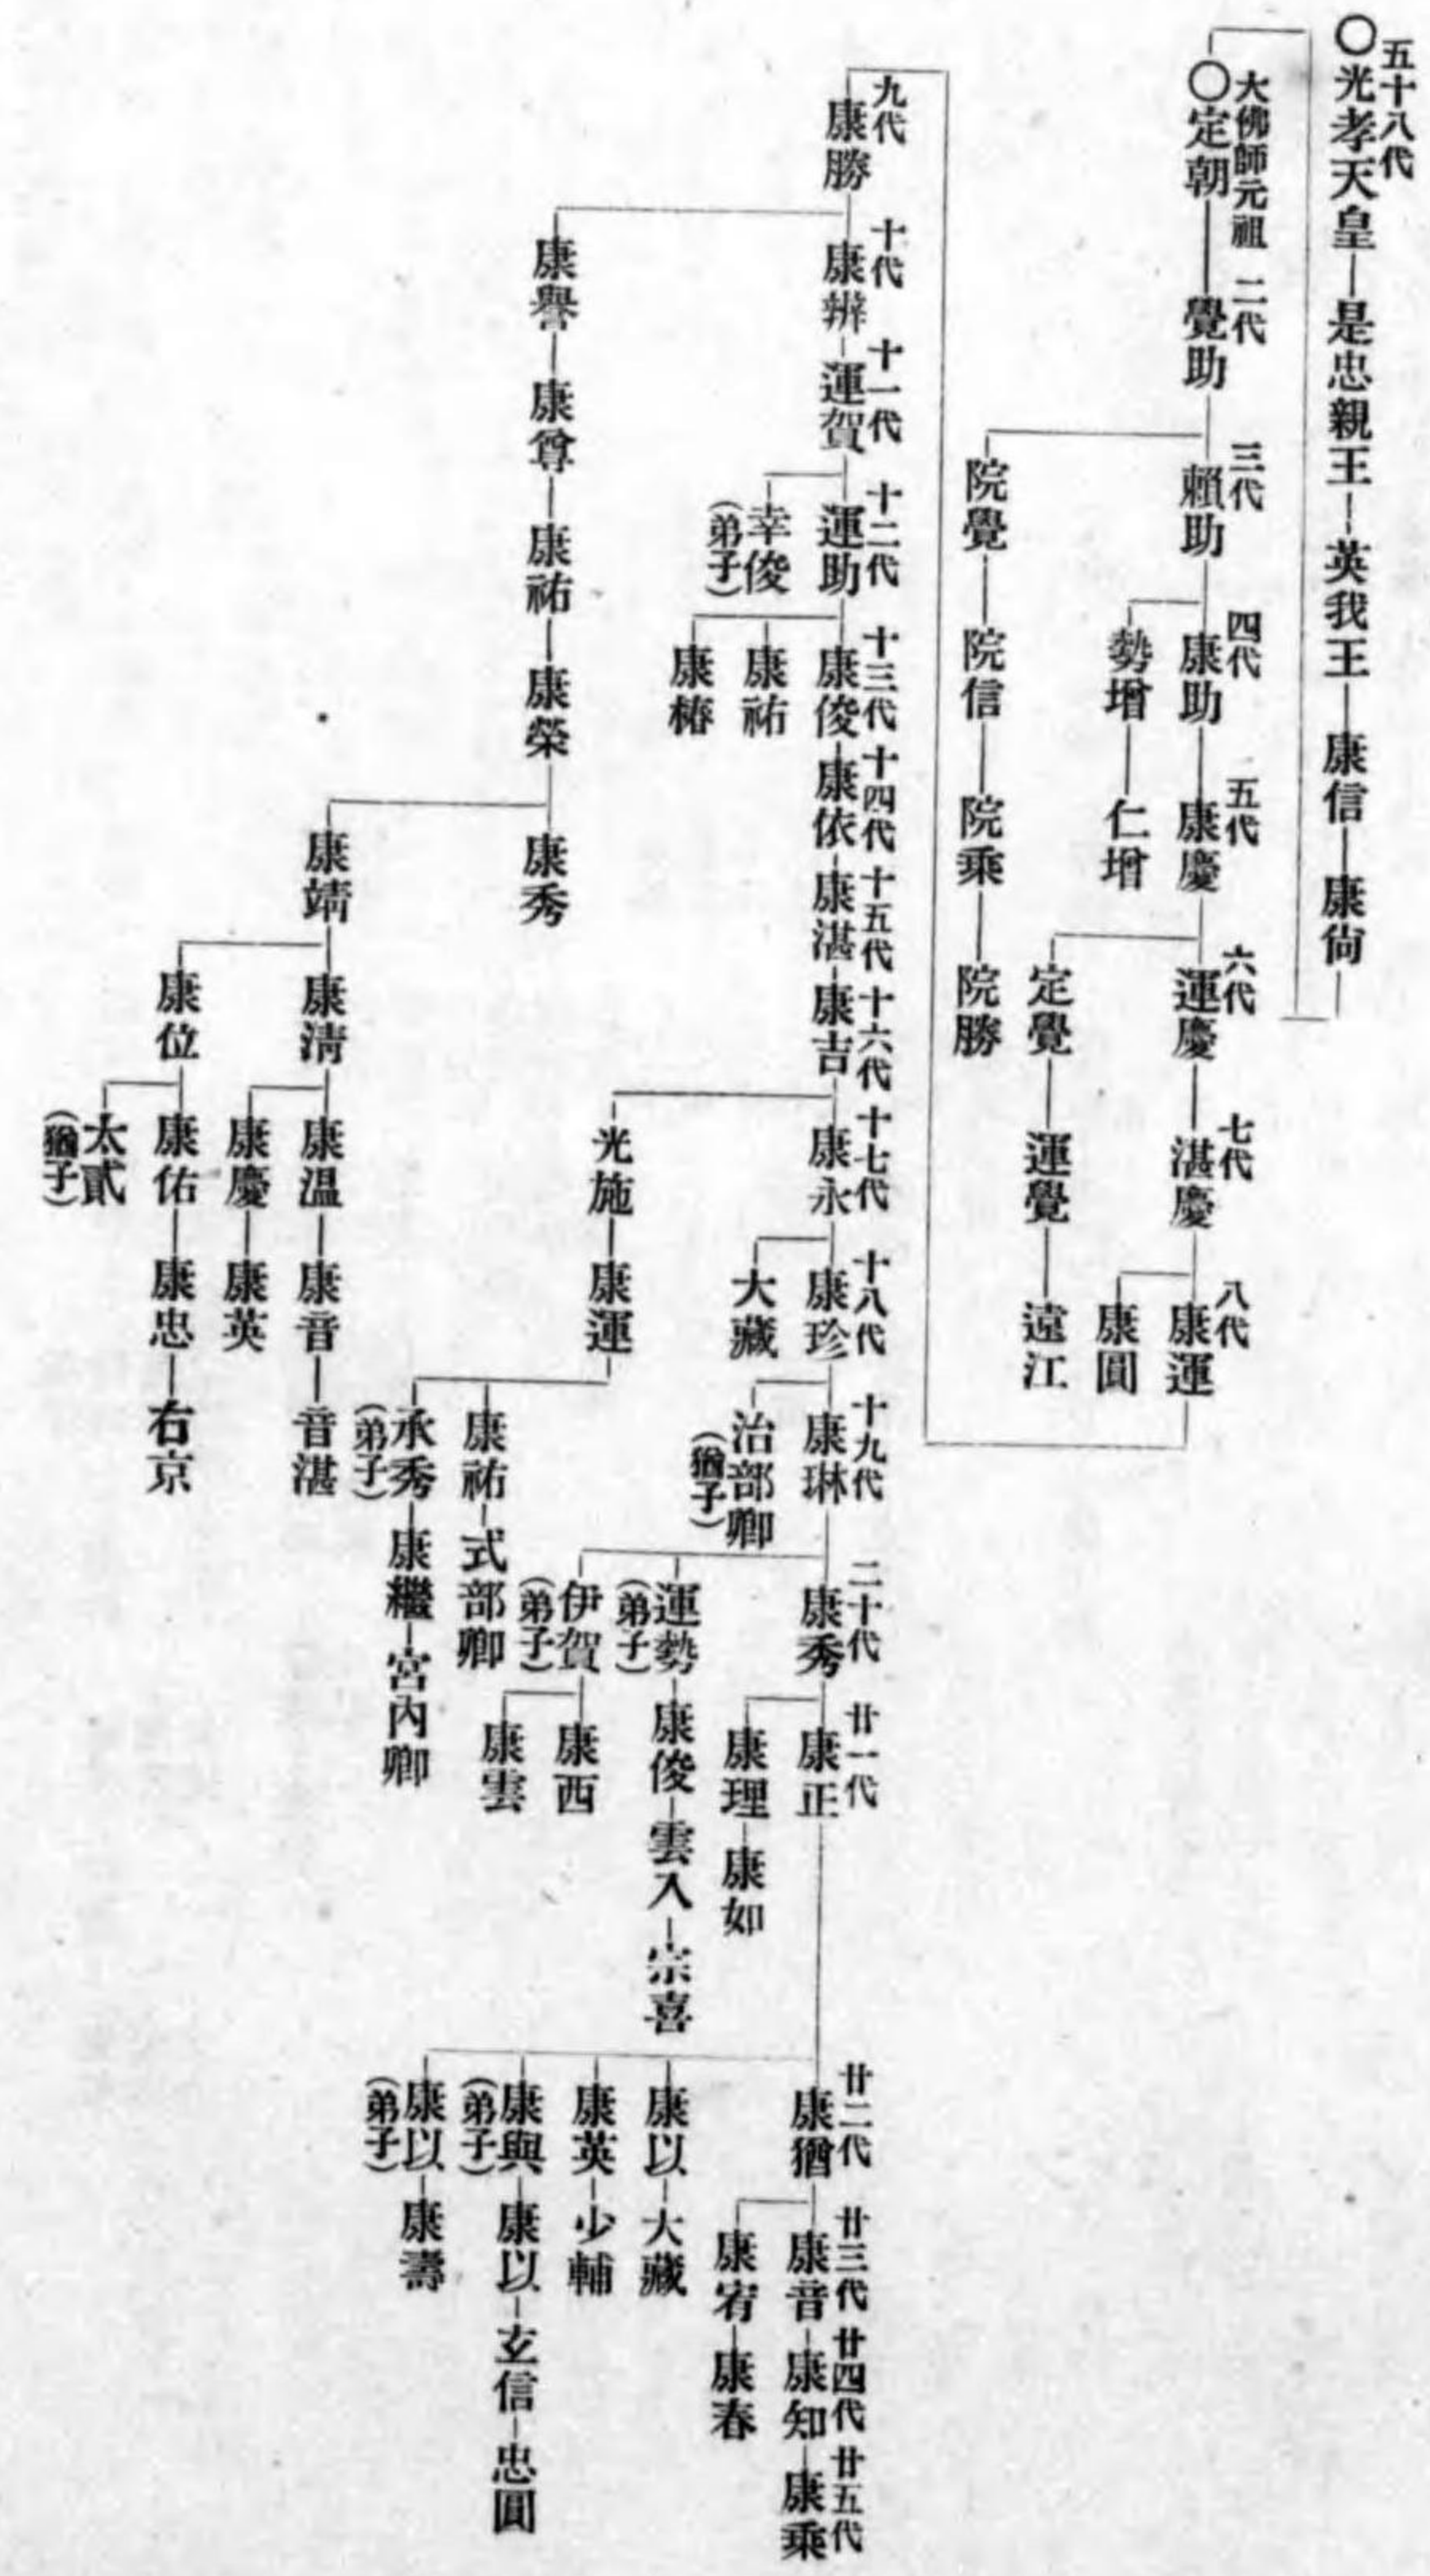 五十八代
○光孝天皇―是忠親王―英我王―康信―康尙
大佛師元祖 二代 三代 四代 五代 六代 七代 八代
○定朝―覺助―賴助―康助―康慶―運慶―湛慶―康運
勢增―仁增
康圓
定覺―運覺―遠江
院覺―院信―院乘―院勝
九代 十代 十一代 十二代 十三代 十四代 十五代 十六代 十七代 十八代 十九代 二十代 廿一代 廿二代 廿三代 廿四代 廿五代
康勝―康辨―運賀―運助―康俊―康依―康湛―康吉―康永―康珍―康琳―康秀―康正―康猶―康音―康知―康乘
幸俊
(弟子)
康祐
康椿
大藏
治部卿
(猶子)
康理―康如
康宥―康春
運勢―康俊―雲入―宗喜
(弟子)
康以―大藏
伊賀
(弟子)
康西
康雲
康英―少輔
康與―康以―玄信―忠圓
(弟子)
康以―康壽
(弟子)
光施―康運
康祐―式部卿
承秀―康繼―宮內卿
(弟子)
康譽―康尊―康祐―康榮
康秀
康靖
康淸―康溫―康音―音湛
康慶―康英
康位―康佑―康忠―右京
太貳
(猶子)